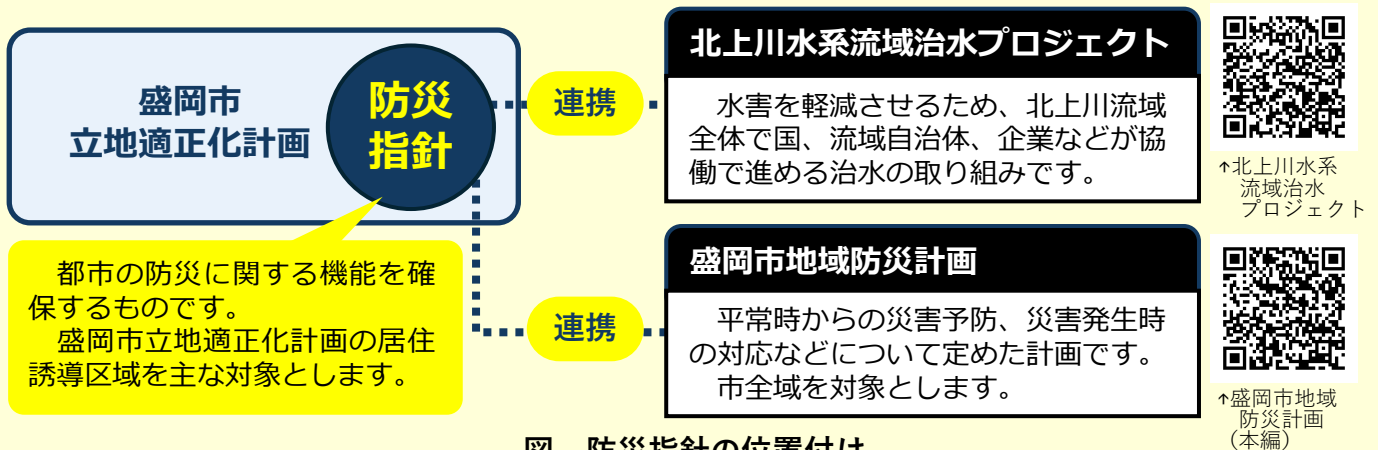 盛岡市
立地適正化計画
防災
指針
連携
北上川水系流域治水プロジェクト
水害を軽減させるため、北上川流域
全体で国、流域自治体、企業などが協
働で進める治水の取り組みです。
↑北上川水系
流域治水
プロジェクト
都市の防災に関する機能を確
保するものです。
盛岡市立地適正化計画の居住
誘導区域を主な対象とします。
連携
盛岡市地域防災計画
平常時からの災害予防、災害発生時
の対応などについて定めた計画です。
市全域を対象とします。
↑盛岡市地域
防災計画
(本編)
図 防災指針の位置付け